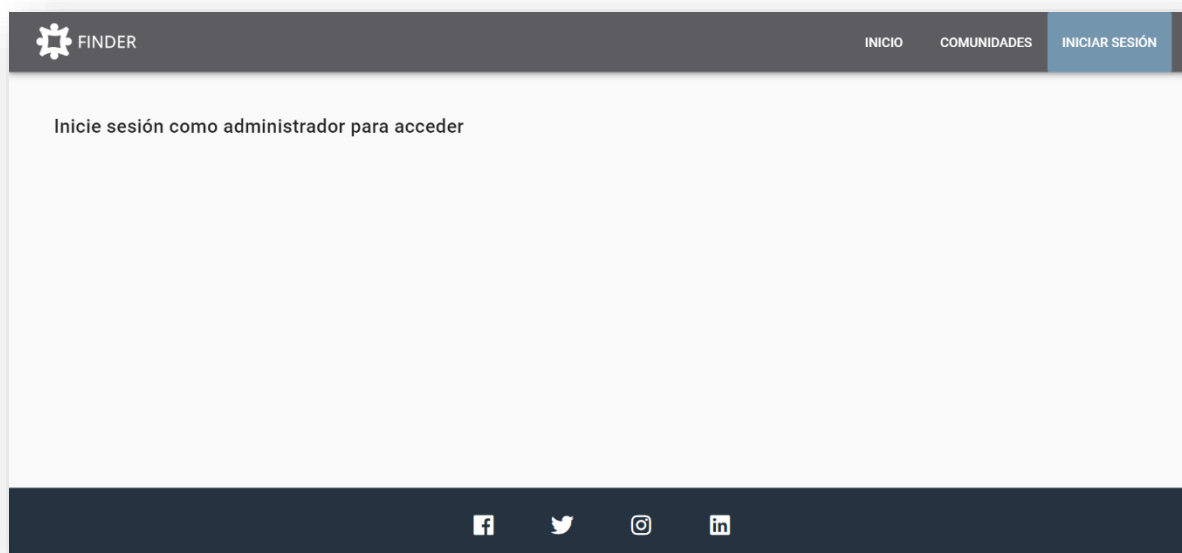 FINDER
INICIO COMUNIDADES INICIAR SESIÓN
Inicie sesión como administrador para acceder